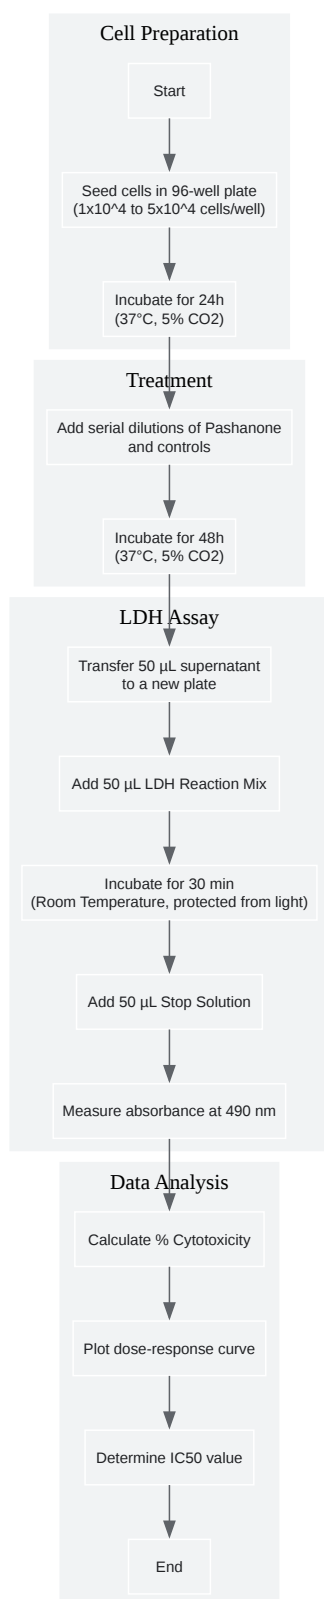 Cell Preparation
Start
Seed cells in 96-well plate
(1x10^4 to 5x10^4 cells/well)
Incubate for 24h
(37°C, 5% CO2)
Treatment
Add serial dilutions of Pashanone
and controls
Incubate for 48h
(37°C, 5% CO2)
LDH Assay
Transfer 50 µL supernatant
to a new plate
Add 50 µL LDH Reaction Mix
Incubate for 30 min
(Room Temperature, protected from light)
Add 50 µL Stop Solution
Measure absorbance at 490 nm
Data Analysis
Calculate % Cytotoxicity
Plot dose-response curve
Determine IC50 value
End